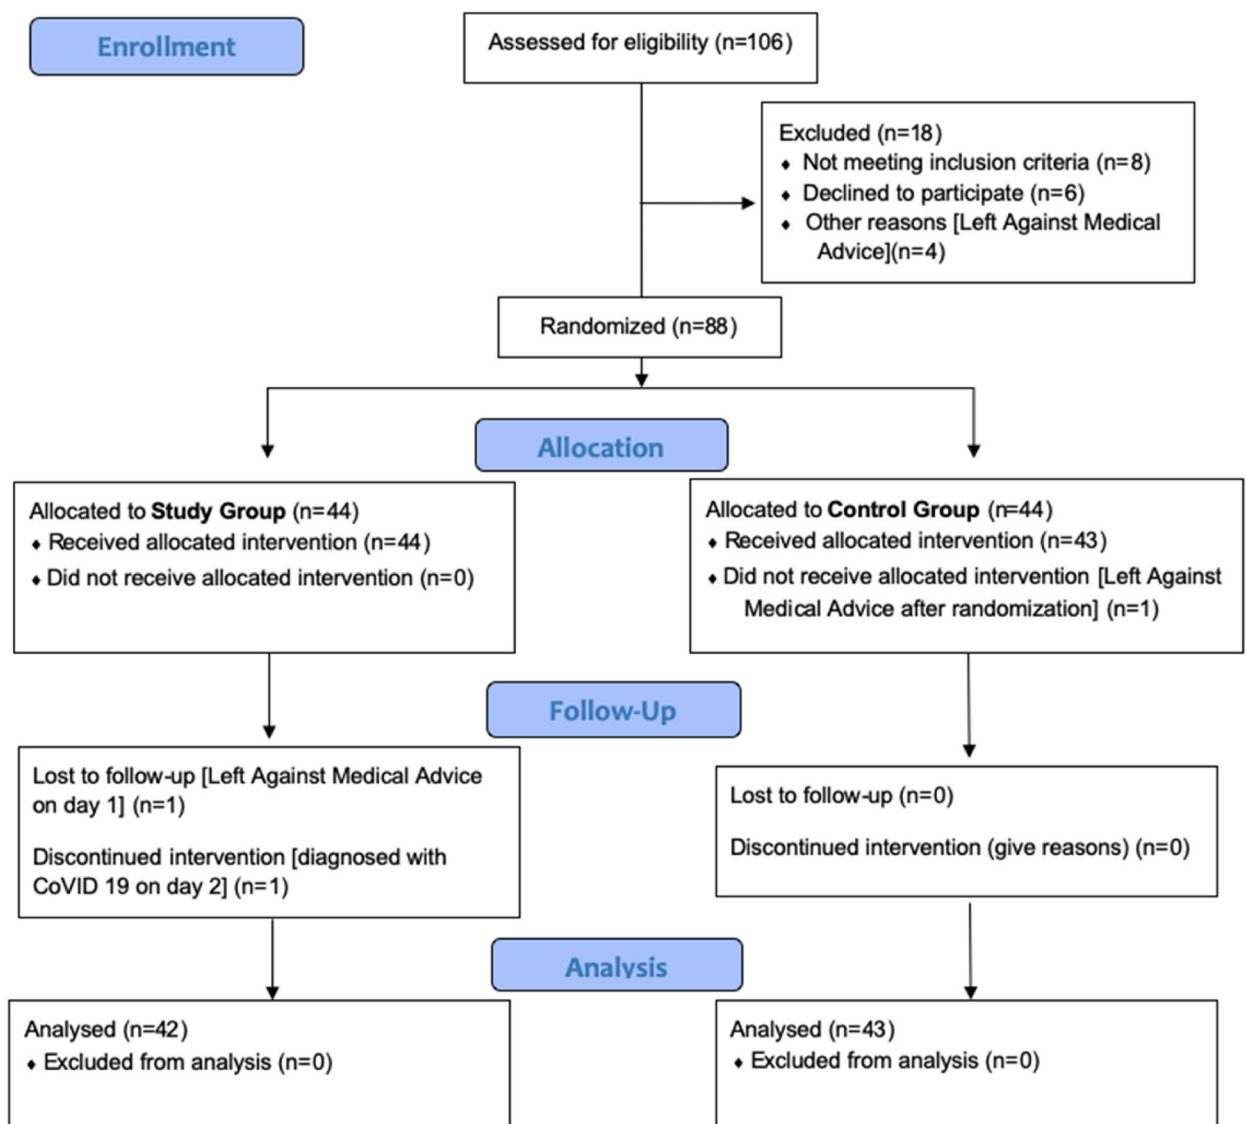 Enrollment
Assessed for eligibility (n=106)
Excluded (n=18)
♦ Not meeting inclusion criteria (n=8)
♦ Declined to participate (n=6)
♦ Other reasons [Left Against Medical
Advice](n=4)
Randomized (n=88)
Allocation
Allocated to Study Group (n=44)
♦ Received allocated intervention (n=44)
♦ Did not receive allocated intervention (n=0)
Allocated to Control Group (n=44)
♦ Received allocated intervention (n=43)
♦ Did not receive allocated intervention [Left Against
Medical Advice after randomization] (n=1)
Follow-Up
Lost to follow-up [Left Against Medical Advice
on day 1] (n=1)
Discontinued intervention [diagnosed with
CoVID 19 on day 2] (n=1)
Lost to follow-up (n=0)
Discontinued intervention (give reasons) (n=0)
Analysis
Analysed (n=42)
♦ Excluded from analysis (n=0)
Analysed (n=43)
♦ Excluded from analysis (n=0)